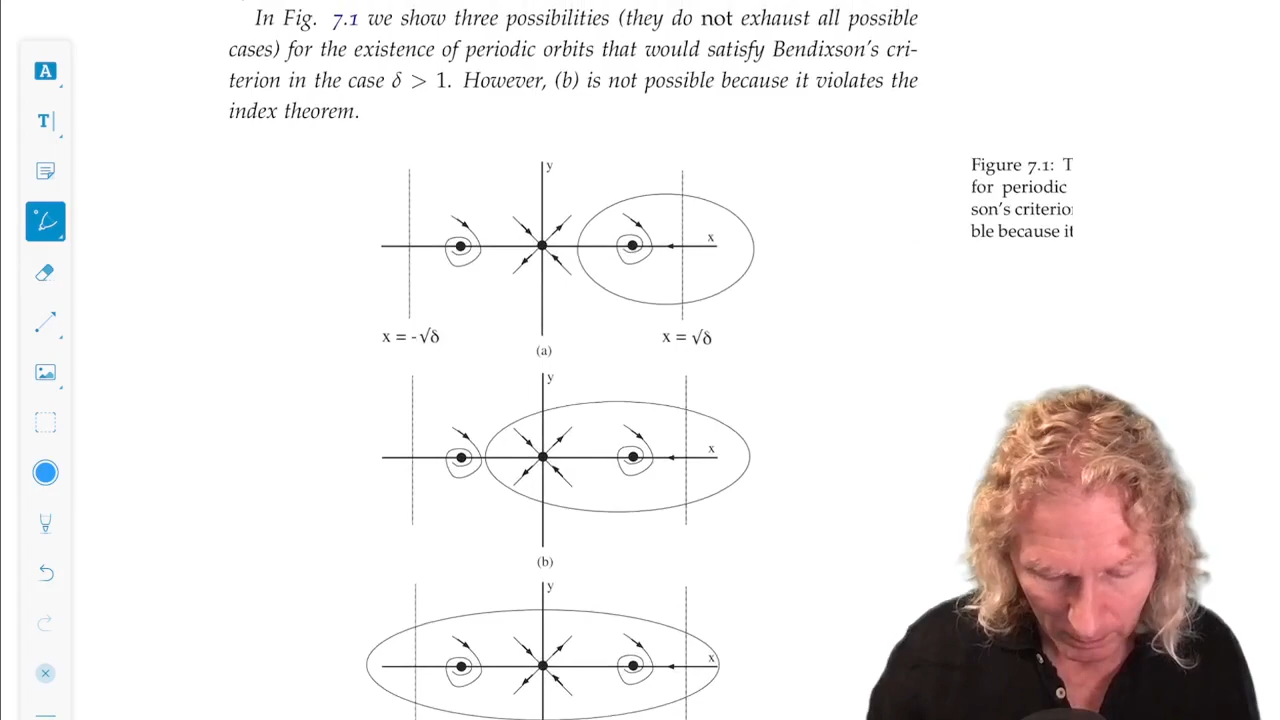 In Fig. 7.1 we show three possibilities (they do not exhaust all possible
cases) for the existence of periodic orbits that would satisfy Bendixson's cri-
terion in the case δ > 1. However, (b) is not possible because it violates the
index theorem.
Figure 7.1: T
for periodic
son's criterio
ble because it
y
x
x = -√δ
x = √δ
(a)
y
x
(b)
y
x
A
T